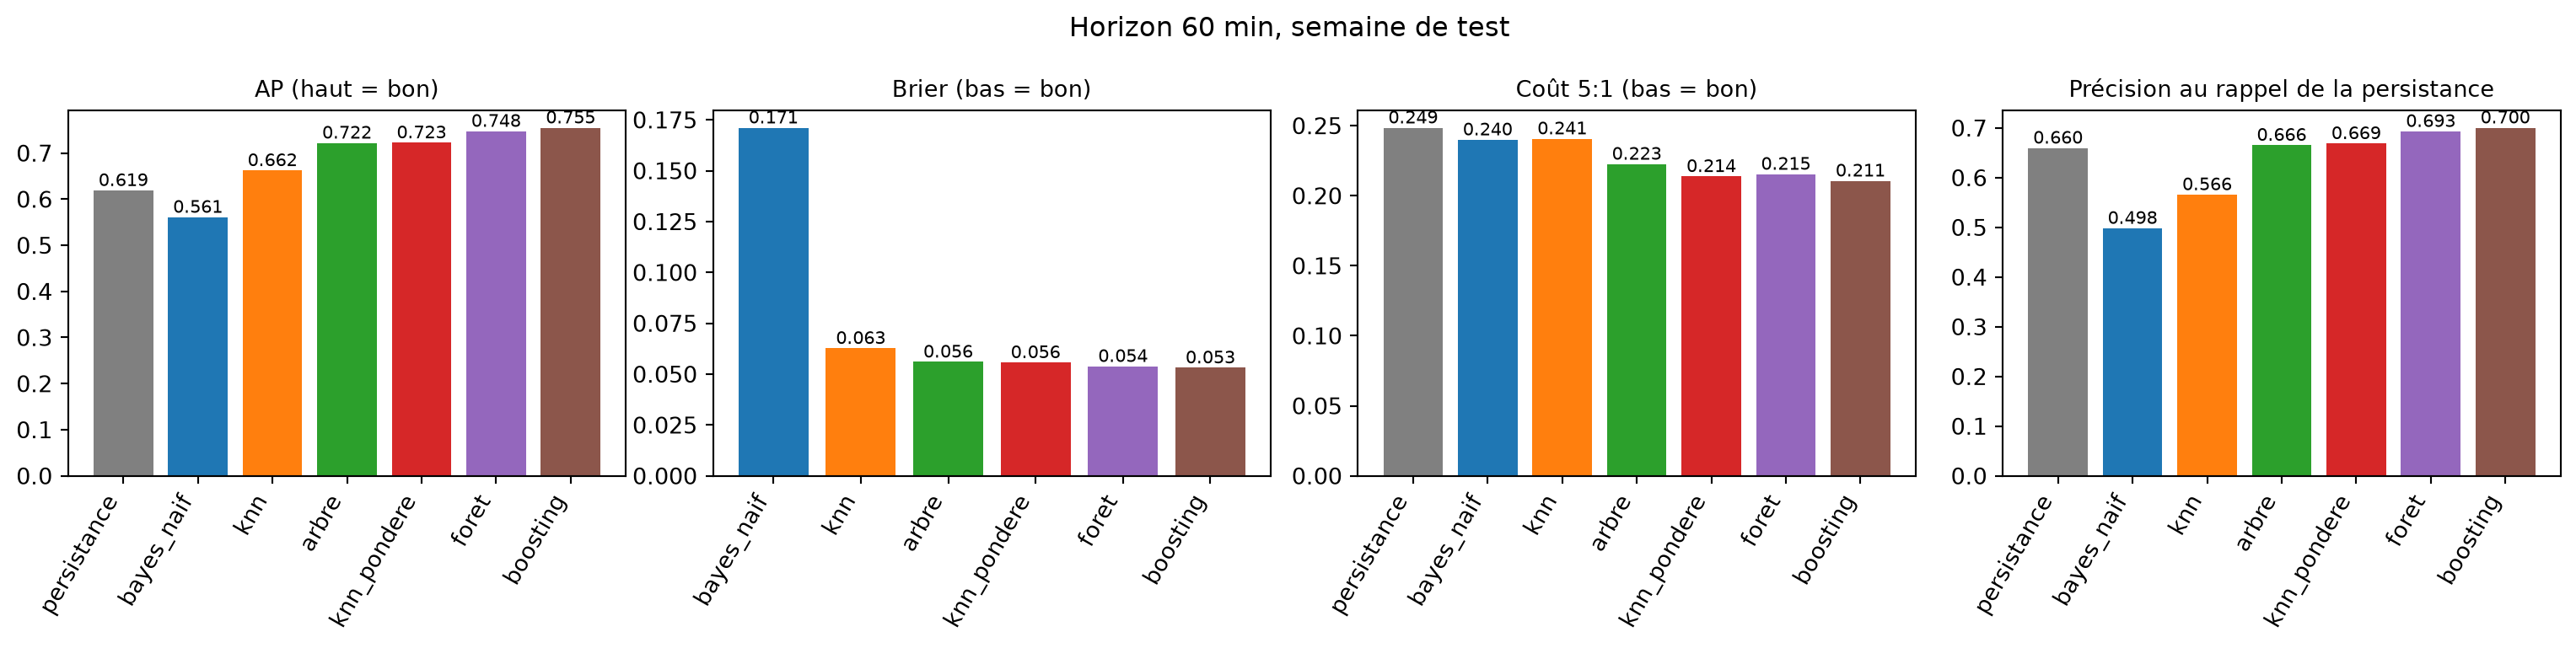 Horizon 60 min, semaine de test
AP (haut = bon)
0.7
0.6
0.5
0.4
0.3
0.2
0.1
0.0
0.619
0.561
0.662
0.722
0.723
0.748
0.755
persistance
bayes_naif
knn
arbre
knn_pondere
foret
boosting
Brier (bas = bon)
0.175
0.150
0.125
0.100
0.075
0.050
0.025
0.000
0.171
0.063
0.056
0.056
0.054
0.053
bayes_naif
knn
arbre
knn_pondere
foret
boosting
Coût 5:1 (bas = bon)
0.25
0.20
0.15
0.10
0.05
0.00
0.249
0.240
0.241
0.223
0.214
0.215
0.211
persistance
bayes_naif
knn
arbre
knn_pondere
foret
boosting
Précision au rappel de la persistance
0.7
0.6
0.5
0.4
0.3
0.2
0.1
0.0
0.660
0.498
0.566
0.666
0.669
0.693
0.700
persistance
bayes_naif
knn
arbre
knn_pondere
foret
boosting